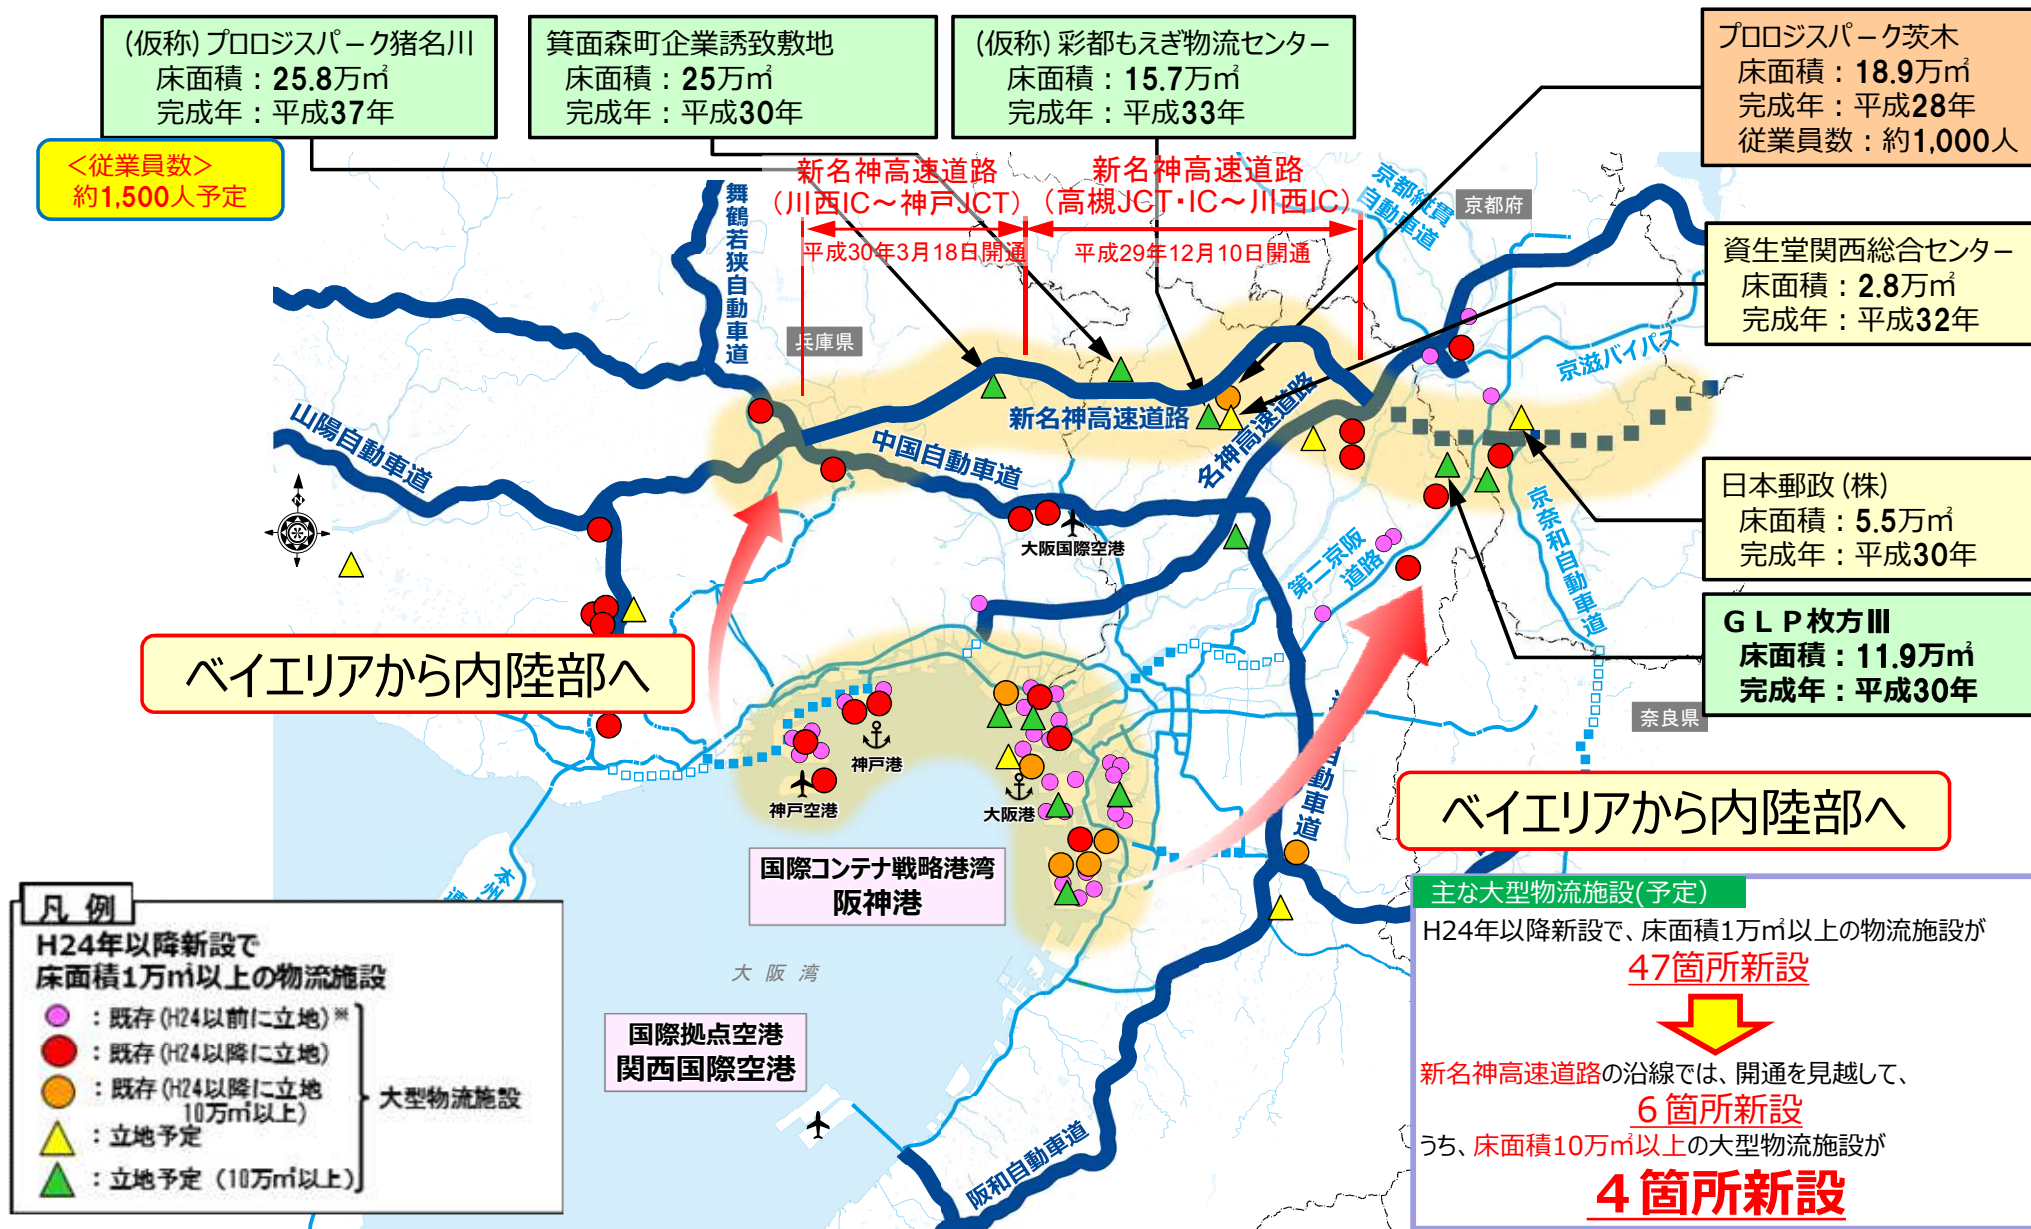 (仮称)プロロジスパーク猪名川
床面積：25.8万㎡
完成年：平成37年
<従業員数>
約1,500人予定
箕面森町企業誘致敷地
床面積：25万㎡
完成年：平成30年
(仮称)彩都もえぎ物流センター
床面積：15.7万㎡
完成年：平成33年
プロロジスパーク茨木
床面積：18.9万㎡
完成年：平成28年
従業員数：約1,000人
新名神高速道路
(川西IC～神戸JCT)
平成30年3月18日開通
新名神高速道路
(高槻JCT・IC～川西IC)
平成29年12月10日開通
京都縦貫
自動車道
京都府
資生堂関西総合センター
床面積：2.8万㎡
完成年：平成32年
舞鶴若狭自動車道
兵庫県
京滋バイパス
山陽自動車道
新名神高速道路
中国自動車道
名神高速道路
日本郵政(株)
床面積：5.5万㎡
完成年：平成30年
N
大阪国際空港
第二京阪
道路
京奈和自動車道
GLP枚方Ⅲ
床面積：11.9万㎡
完成年：平成30年
ベイエリアから内陸部へ
奈良県
神戸港
神戸空港
大阪港
自動車道
ベイエリアから内陸部へ
国際コンテナ戦略港湾
阪神港
本州
大阪湾
国際拠点空港
関西国際空港
阪和自動車道
凡例
H24年以降新設で
床面積1万㎡以上の物流施設
：既存(H24以前に立地)※
：既存(H24以降に立地)
：既存(H24以降に立地
10万㎡以上)
：立地予定
：立地予定（10万㎡以上)
大型物流施設
主な大型物流施設(予定)
H24年以降新設で、床面積1万㎡以上の物流施設が
47箇所新設
新名神高速道路の沿線では、開通を見越して、
6箇所新設
うち、床面積10万㎡以上の大型物流施設が
4箇所新設